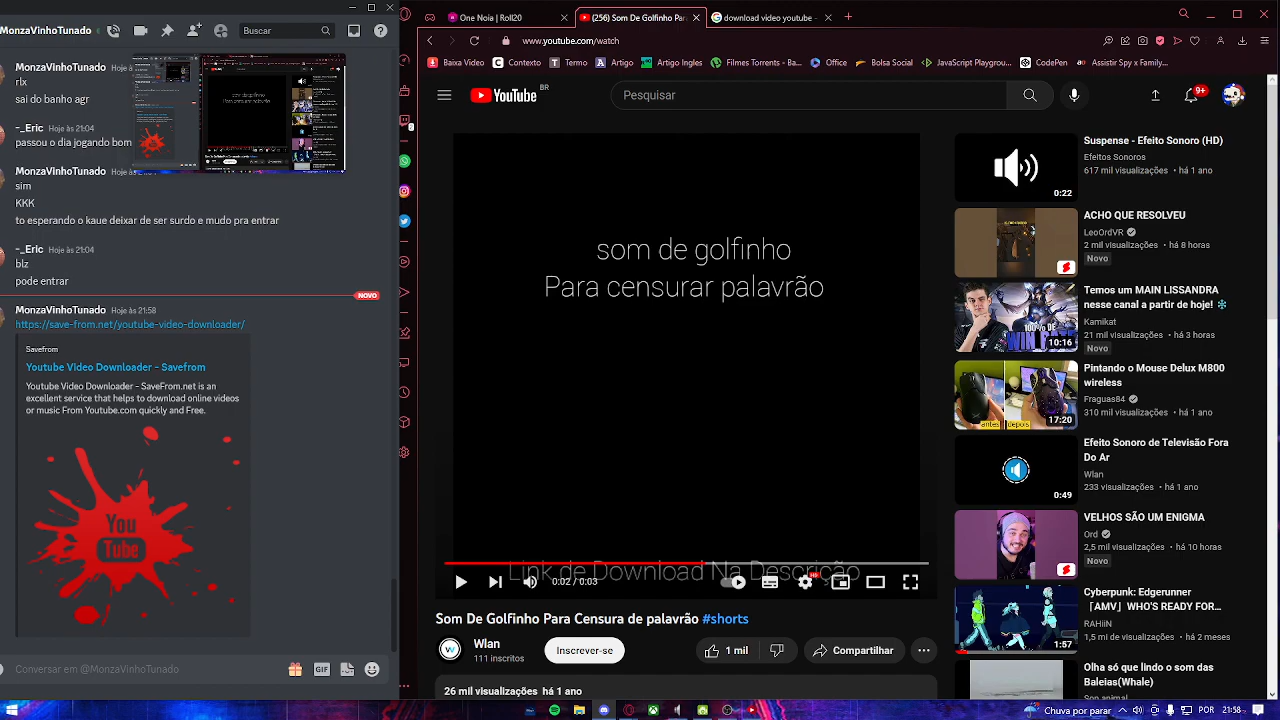 MonzaVinhoTunado
Buscar
MonzaVinhoTunado Ho
rlx
sai do banho agr
-_Eric Hoje às 21:04
sim
KKK
to esperando o kaue deixar de ser surdo e mudo pra entrar
-_Eric Hoje às 21:04
blz
pode entrar
NOVO
MonzaVinhoTunado Hoje às 21:58
https://save-from.net/youtube-video-downloader/
Savefrom
Youtube Video Downloader - Savefrom
Youtube Video Downloader - SaveFrom.net is an
excellent service that helps to download online videos
or music From Youtube.com quickly and Free.
You
Tube
Conversar em @MonzaVinhoTunado
GIF
One Noia | Roll20
(256) Som De Golfinho Par
download video youtube -
www.youtube.com/watch
Baixa Vídeo
Contexto
Termo
Artigo
Artigo Ingles
Filmes Torrents - Ba...
Office
Bolsa Social
JavaScript Playgrou...
CodePen
Assistir Spy x Family...
YouTube BR
Pesquisar
9+
som de golfinho
Para censurar palavrão
Link de Download Na Descrição
0:02 / 0:03
HD
Som De Golfinho Para Censura de palavrão #shorts
Wlan
111 inscritos
Inscrever-se
1 mil
Compartilhar
26 mil visualizações há 1 ano
0:22
Suspense - Efeito Sonoro (HD)
Efeitos Sonoros
617 mil visualizações • há 1 ano
ACHO QUE RESOLVEU
LeoOrdVR
2 mil visualizações • há 8 horas
Novo
10:16
Temos um MAIN LISSANDRA
nesse canal a partir de hoje! ❄
Kamikat
21 mil visualizações • há 3 horas
Novo
antes depois
17:20
Pintando o Mouse Delux M800
wireless
Fraguas84
310 mil visualizações • há 1 ano
0:49
Efeito Sonoro de Televisão Fora
Do Ar
Wlan
233 visualizações • há 1 ano
VELHOS SÃO UM ENIGMA
Ord
2,5 mil visualizações • há 10 horas
Novo
1:57
Cyberpunk: Edgerunner
「AMV」WHO'S READY FOR...
RAHiiN
1,5 mi de visualizações • há 2 meses
Olha só que lindo o som das
Baleias(Whale)
Son animal
Chuva por parar
POR
21:58